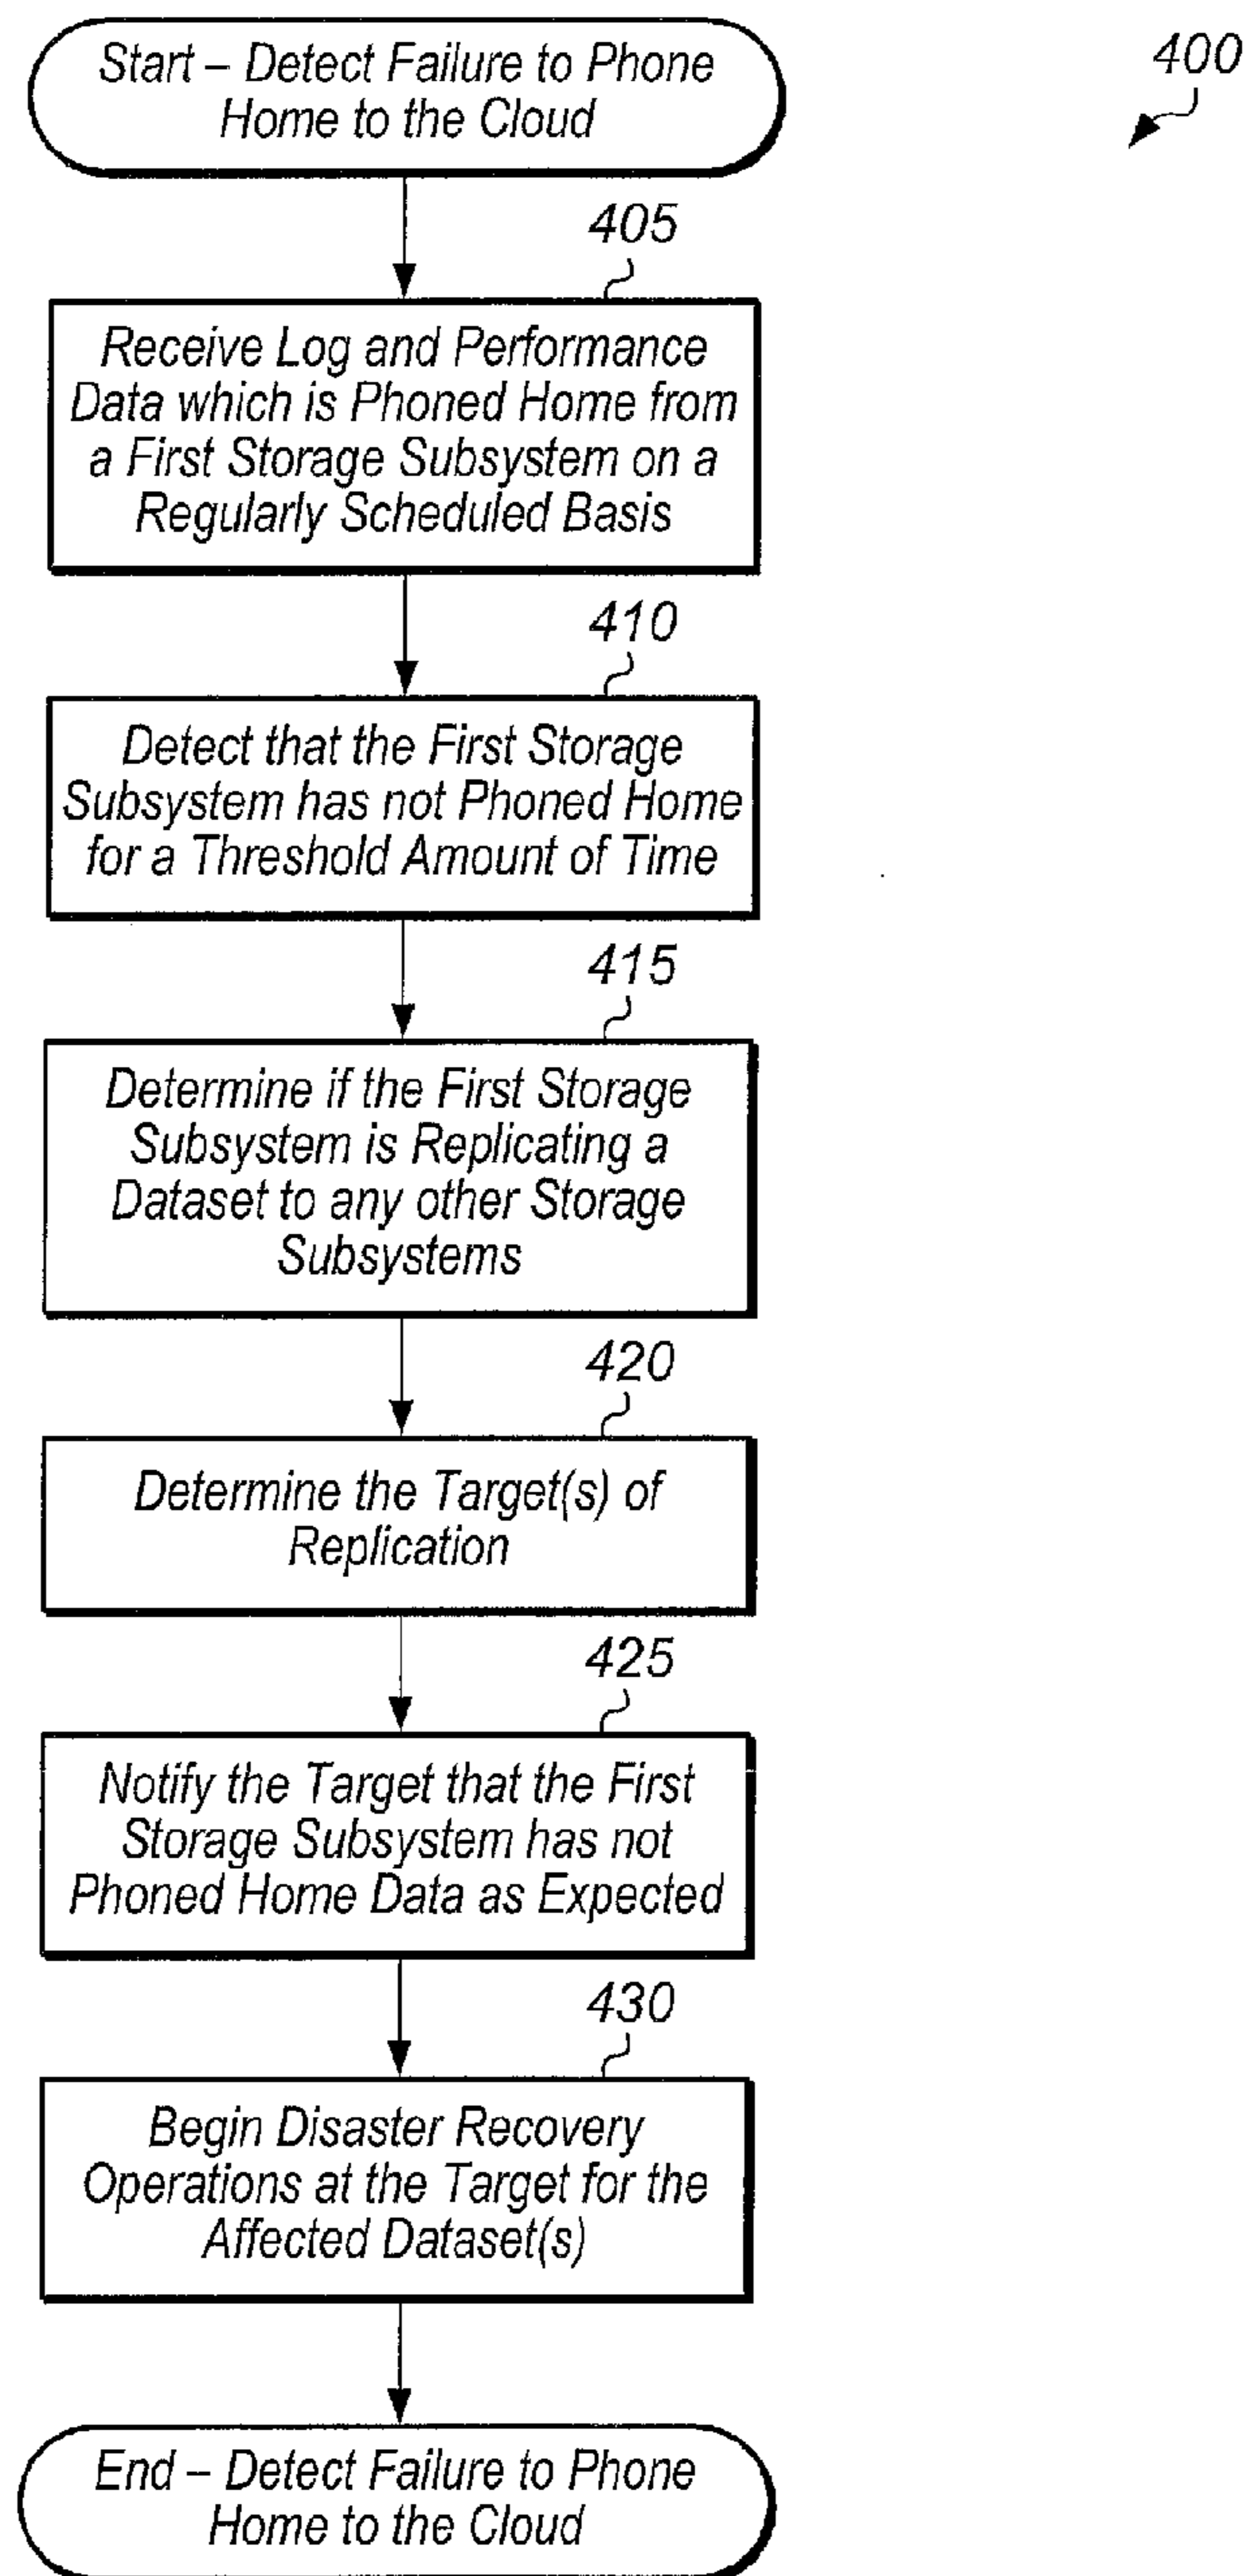 Start – Detect Failure to Phone
Home to the Cloud
400
405
Receive Log and Performance
Data which is Phoned Home from
a First Storage Subsystem on a
Regularly Scheduled Basis
410
Detect that the First Storage
Subsystem has not Phoned Home
for a Threshold Amount of Time
415
Determine if the First Storage
Subsystem is Replicating a
Dataset to any other Storage
Subsystems
420
Determine the Target(s) of
Replication
425
Notify the Target that the First
Storage Subsystem has not
Phoned Home Data as Expected
430
Begin Disaster Recovery
Operations at the Target for the
Affected Dataset(s)
End – Detect Failure to Phone
Home to the Cloud